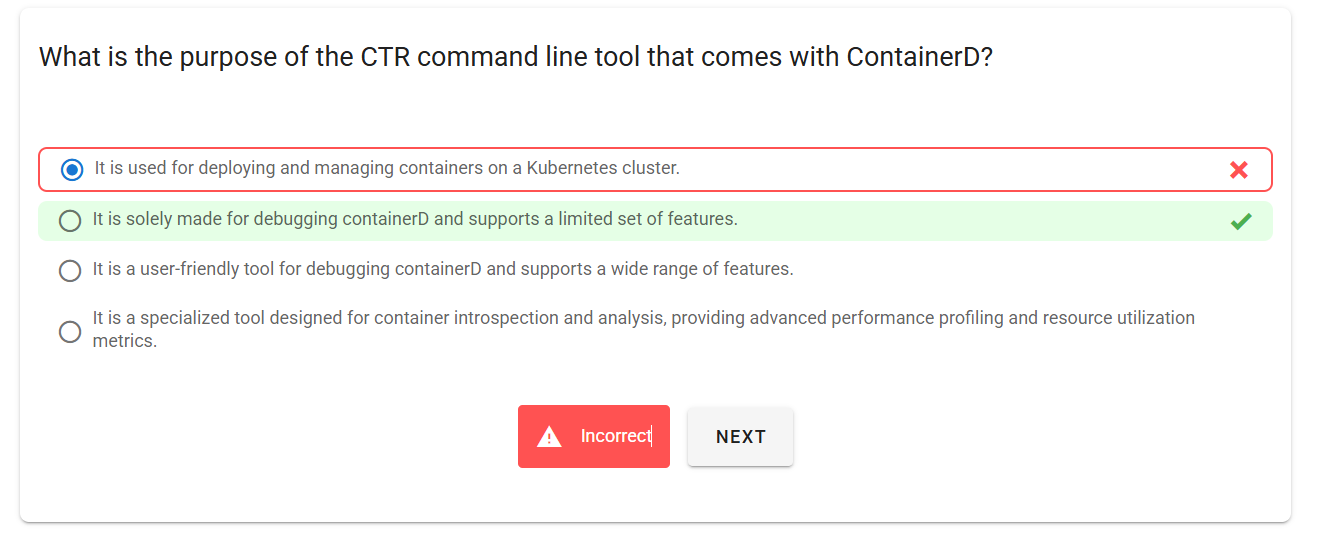 What is the purpose of the CTR command line tool that comes with ContainerD?
It is used for deploying and managing containers on a Kubernetes cluster.
It is solely made for debugging containerD and supports a limited set of features.
It is a user-friendly tool for debugging containerD and supports a wide range of features.
It is a specialized tool designed for container introspection and analysis, providing advanced performance profiling and resource utilization
metrics.
Incorrect
NEXT